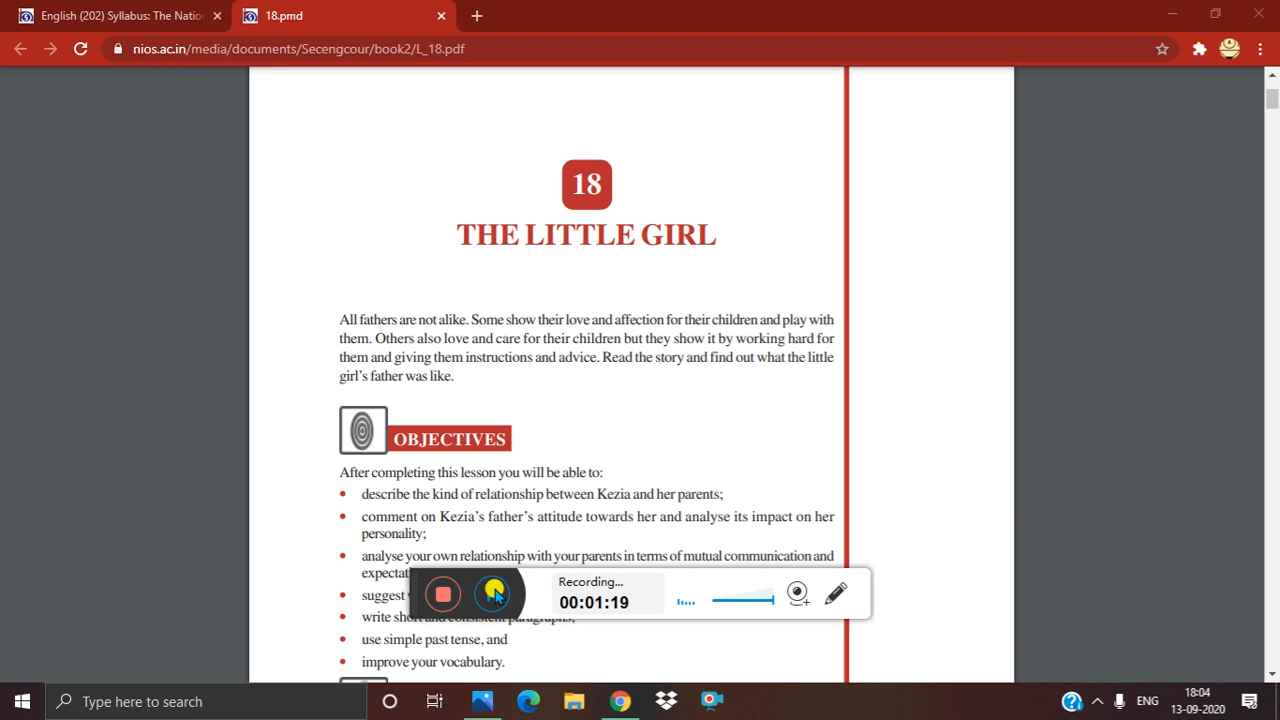 English (202) Syllabus: The Natio
18.pmd
nios.ac.in/media/documents/Secengcour/book2/L_18.pdf
18
THE LITTLE GIRL
All fathers are not alike. Some show their love and affection for their children and play with
them. Others also love and care for their children but they show it by working hard for
them and giving them instructions and advice. Read the story and find out what the little
girl's father was like.
OBJECTIVES
After completing this lesson you will be able to:
• describe the kind of relationship between Kezia and her parents;
• comment on Kezia's father's attitude towards her and analyse its impact on her
personality;
• analyse your own relationship with your parents in terms of mutual communication and
expectat
• suggest
• write short and consistent paragraphs;
• use simple past tense, and
• improve your vocabulary.
Recording...
00:01:19
Type here to search
ENG
18:04
13-09-2020